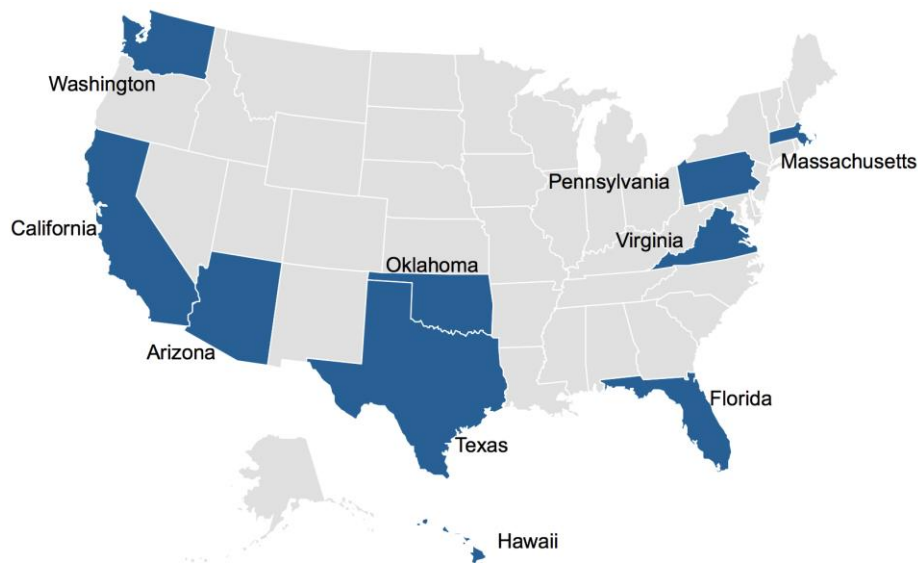 Washington
Massachusetts
Pennsylvania
California
Virginia
Oklahoma
Arizona
Florida
Texas
Hawaii